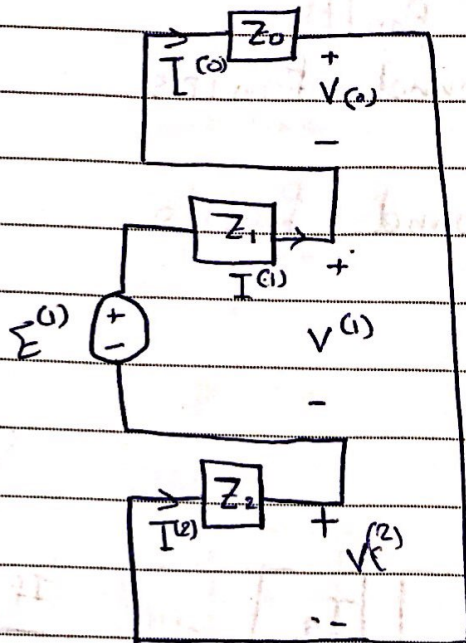 Z0
I(0)
+
V(0)
-
Z1
+
I(1)
E(1)
+
-
V(1)
-
Z2
I(2)
+
V(2)
-